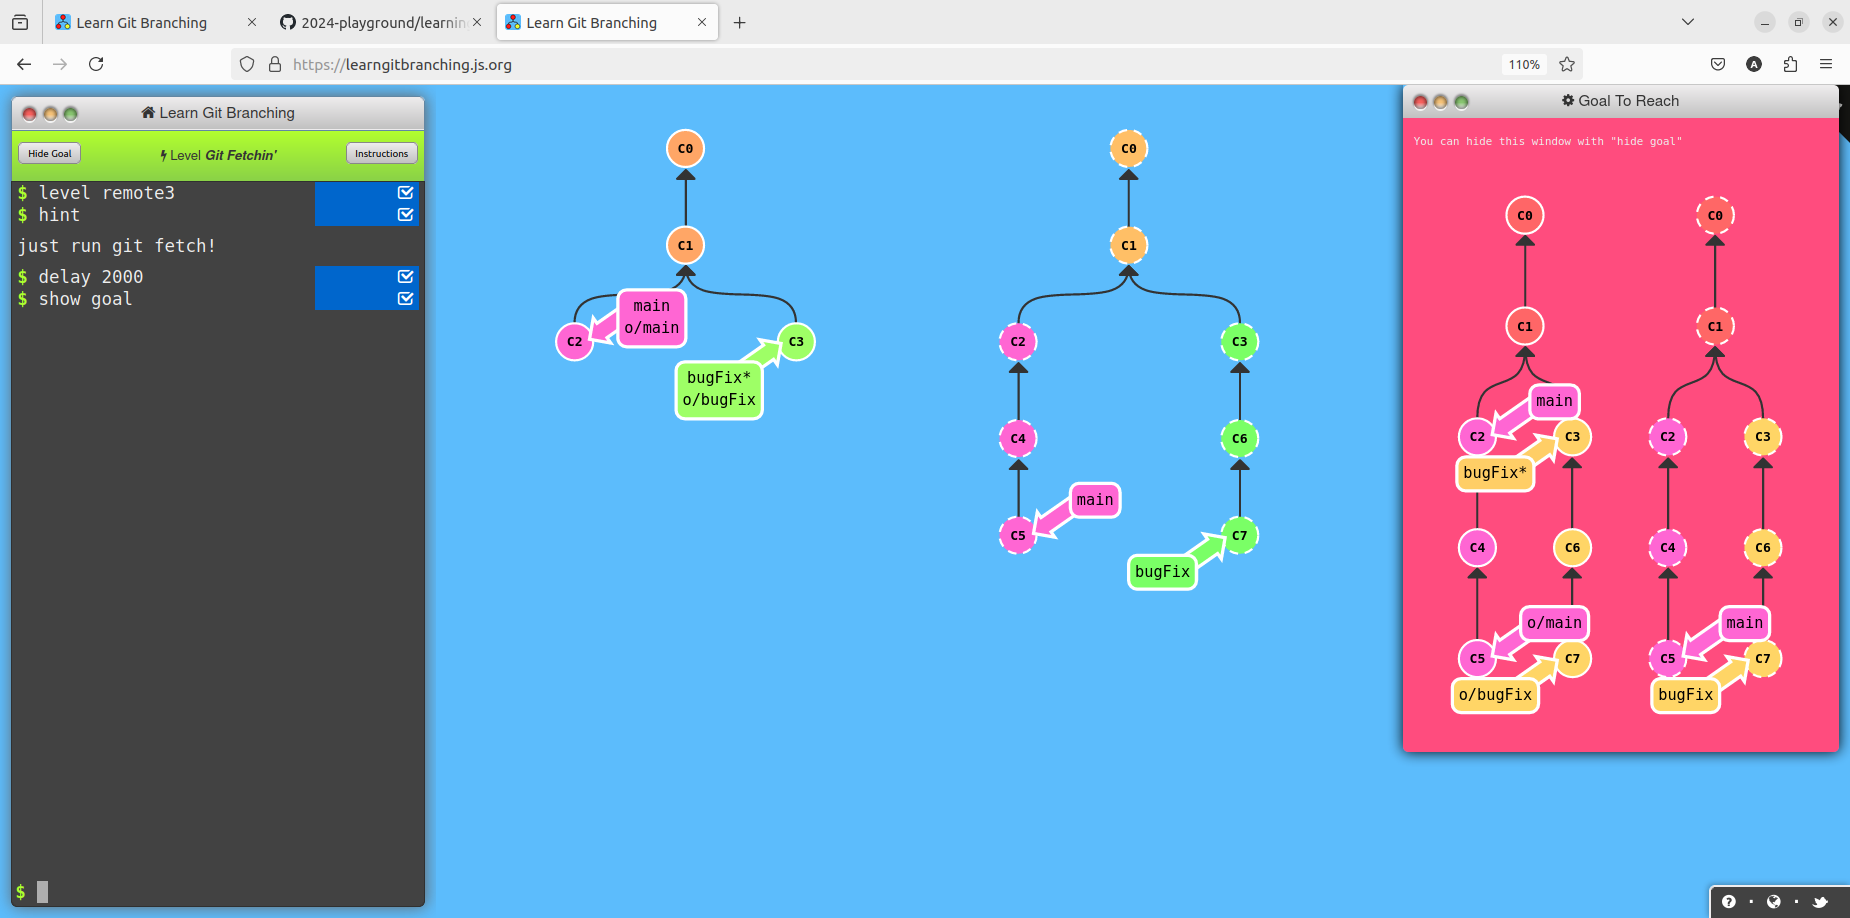 Learn Git Branching
2024-playground/learnin
Learn Git Branching
https://learngitbranching.js.org
110%
A
Learn Git Branching
Hide Goal
Level Git Fetchin'
Instructions
$ level remote3
$ hint
just run git fetch!
$ delay 2000
$ show goal
$
C0
C1
main
o/main
C2
C3
bugFix*
o/bugFix
C0
C1
C2
C3
C4
C6
main
C5
C7
bugFix
Goal To Reach
You can hide this window with "hide goal"
C0
C1
main
C2
C3
bugFix*
C4
C6
o/main
C5
C7
o/bugFix
C0
C1
C2
C3
C4
C6
main
C5
C7
bugFix